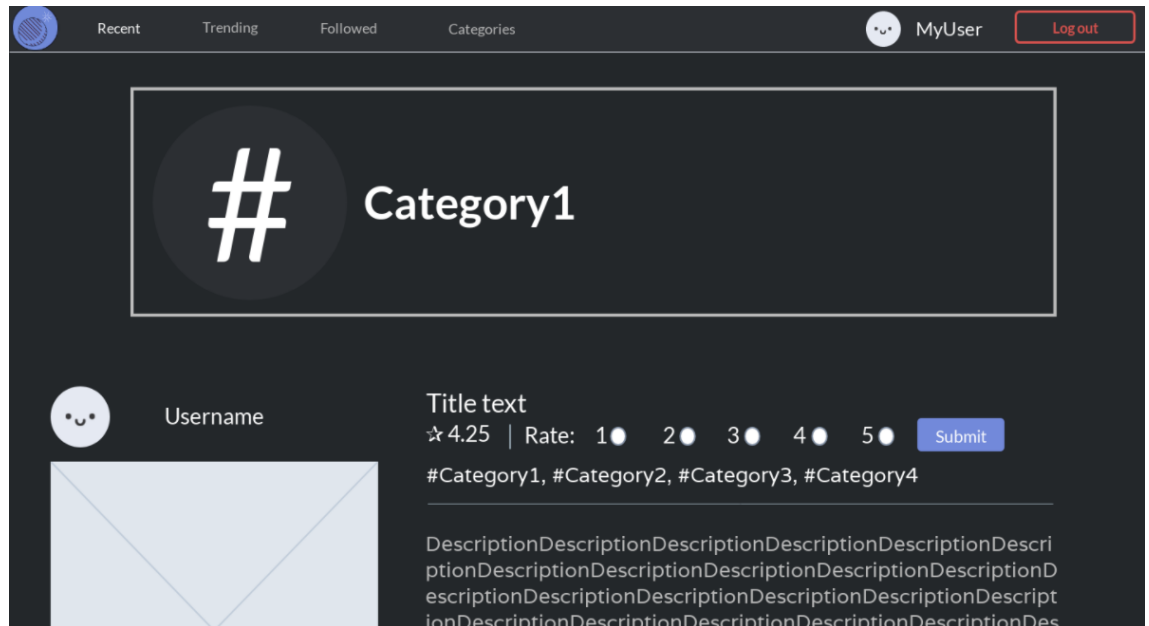 Recent Trending Followed Categories MyUser Log out
# Category1
Username
Title text
☆ 4.25 | Rate: 1 2 3 4 5 Submit
#Category1, #Category2, #Category3, #Category4
DescriptionDescriptionDescriptionDescriptionDescriptionDescri
ptionDescriptionDescriptionDescriptionDescriptionDescriptionD
escriptionDescriptionDescriptionDescriptionDescriptionDescript
ionDescriptionDescriptionDescriptionDescriptionDescriptionDes